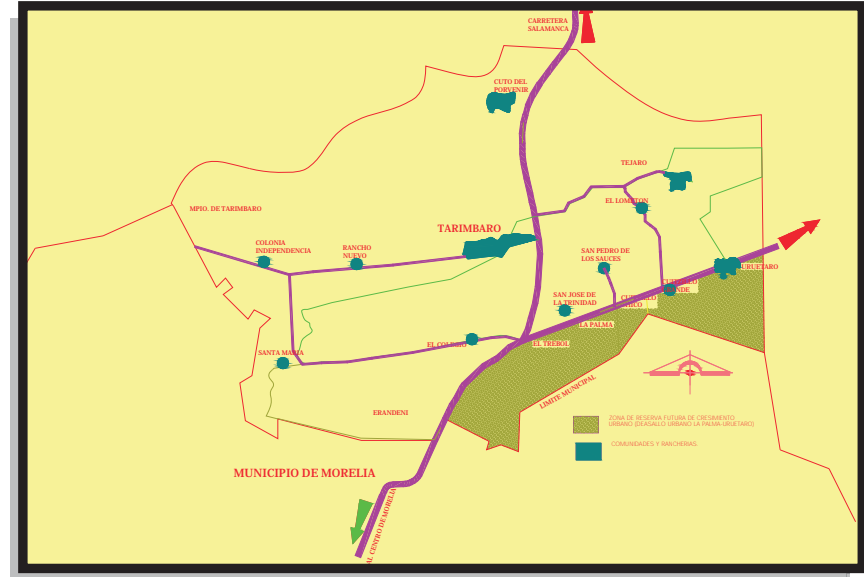 CARRETERA
SALAMANCA
CUTO DEL
PORVENIR
TEJARO
EL LOMETON
MPIO. DE TARIMBARO
TARIMBARO
COLONIA
INDEPENDENCIA
RANCHO
NUEVO
SAN PEDRO DE
LOS SAUCES
URUETARO
SAN JOSE DE
LA TRINIDAD
LA PALMA
EL TREBOL
EL COLEGIO
SANTA MARIA
LIMITE MUNICIPAL
ERANDENI
ZONA DE RESERVA FUTURA DE CRESIMIENTO
URBANO (DEASALLO URBANO LA PALMA-URUETARO)
COMUNIDADES Y RANCHERIAS.
MUNICIPIO DE MORELIA
AL CENTRO DE MORELIA